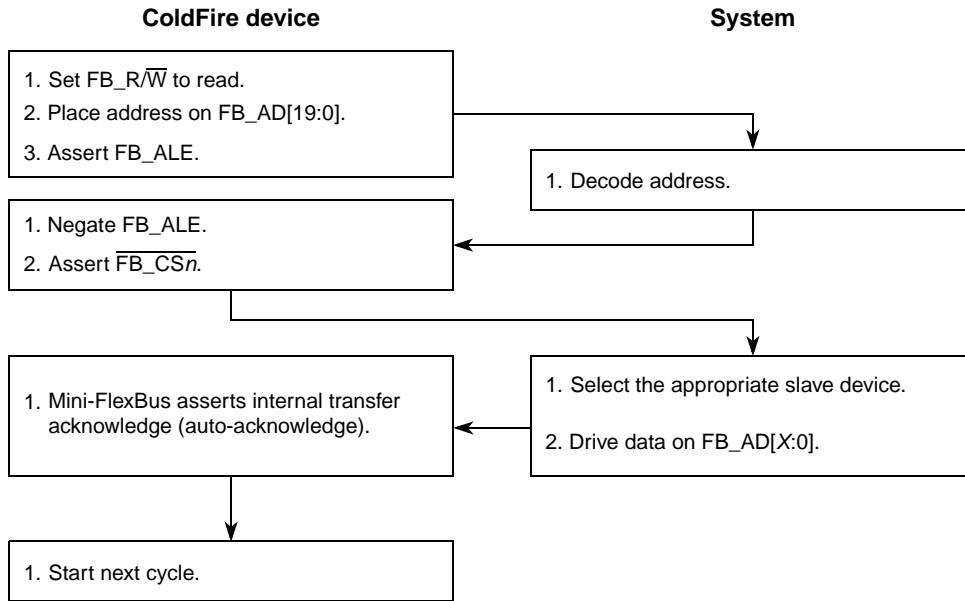 ColdFire device
System
1. Set FB_R/W̅ to read.
2. Place address on FB_AD[19:0].
3. Assert FB_ALE.
1. Decode address.
1. Negate FB_ALE.
2. Assert F̅B̅_̅C̅S̅n̅.
1. Select the appropriate slave device.
2. Drive data on FB_AD[X:0].
1. Mini-FlexBus asserts internal transfer
acknowledge (auto-acknowledge).
1. Start next cycle.